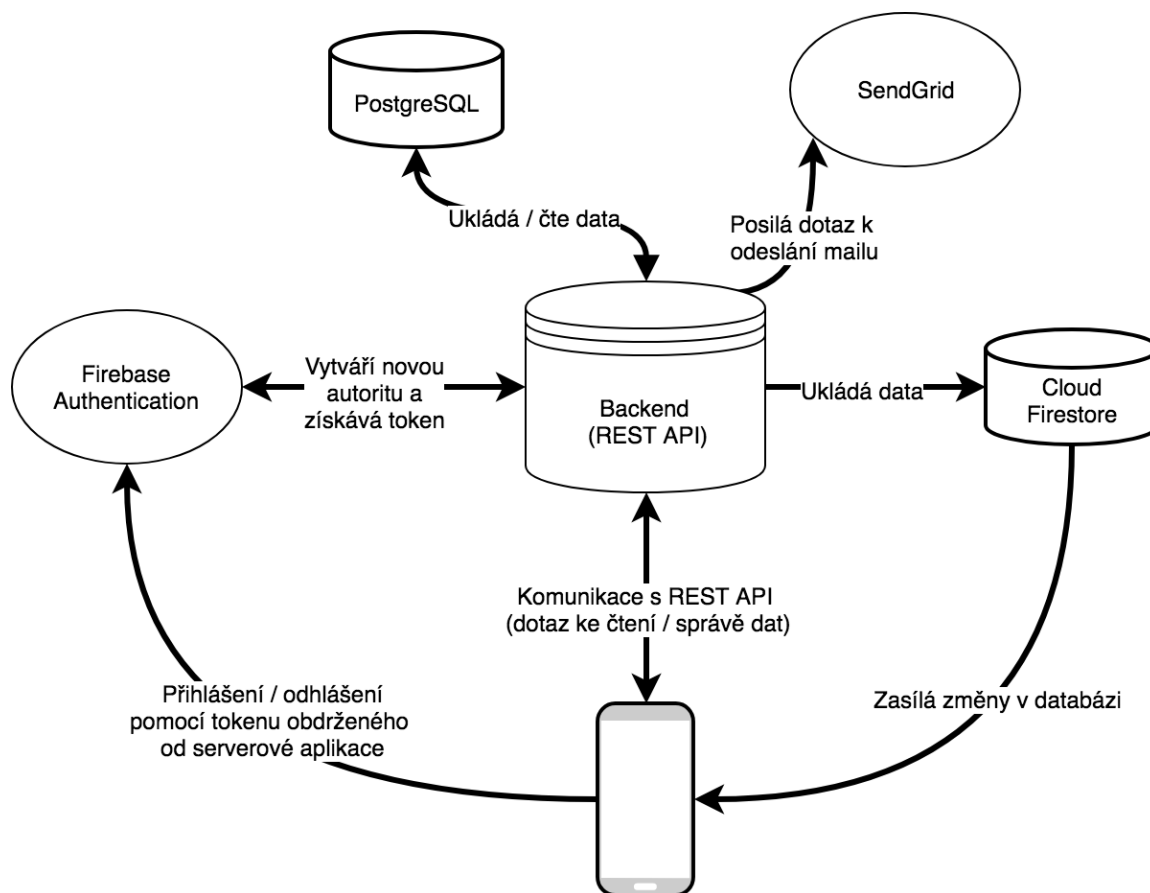 PostgreSQL
SendGrid
Ukládá / čte data
Posilá dotaz k
odeslání mailu
Firebase
Authentication
Vytváří novou
autoritu a
získává token
Backend
(REST API)
Ukládá data
Cloud
Firestore
Komunikace s REST API
(dotaz ke čtení / správě dat)
Přihlášení / odhlášení
pomocí tokenu obdrženého
od serverové aplikace
Zasílá změny v databázi